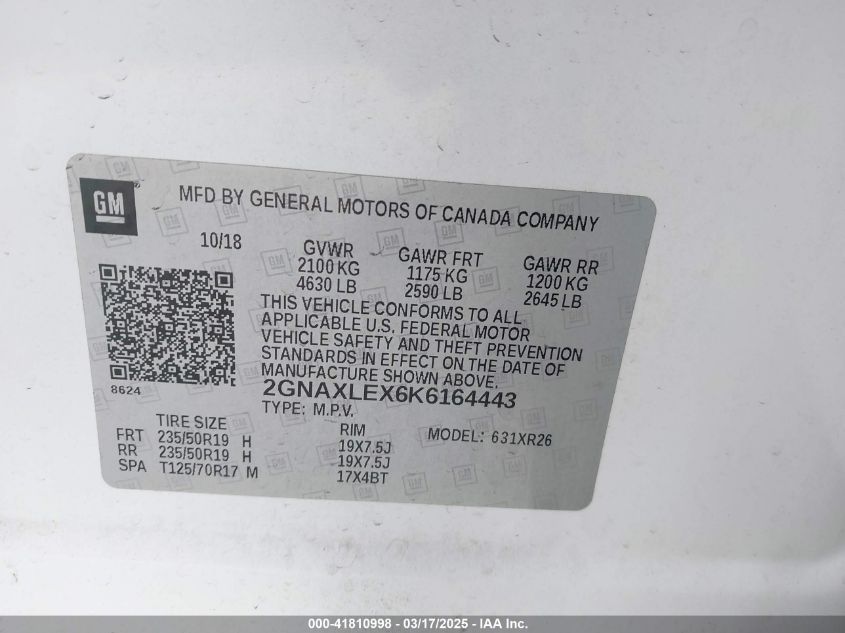 GM
MFD BY GENERAL MOTORS OF CANADA COMPANY
10/18
GVWR
2100 KG
4630 LB
GAWR FRT
1175 KG
2590 LB
GAWR RR
1200 KG
2645 LB
THIS VEHICLE CONFORMS TO ALL
APPLICABLE U.S. FEDERAL MOTOR
VEHICLE SAFETY AND THEFT PREVENTION
STANDARDS IN EFFECT ON THE DATE OF
MANUFACTURE SHOWN ABOVE.
8624
2GNAXLEX6K6164443
TYPE: M.P.V.
TIRE SIZE
RIM
MODEL: 631XR26
FRT 235/50R19 H 19X7.5J
RR 235/50R19 H 19X7.5J
SPA T125/70R17 M 17X4BT
000-41810998 - 03/17/2025 - IAA Inc.